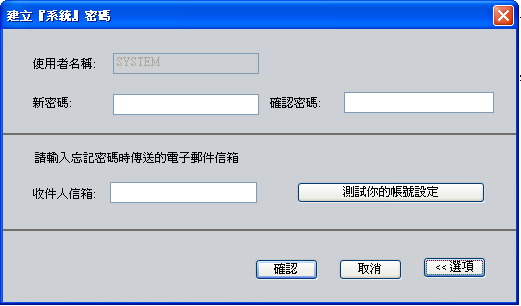 建立『系統』密碼
使用者名稱: SYSTEM
新密碼: 確認密碼:
請輸入忘記密碼時傳送的電子郵件信箱
收件人信箱: 測試你的帳號設定
確認 取消 << 選項